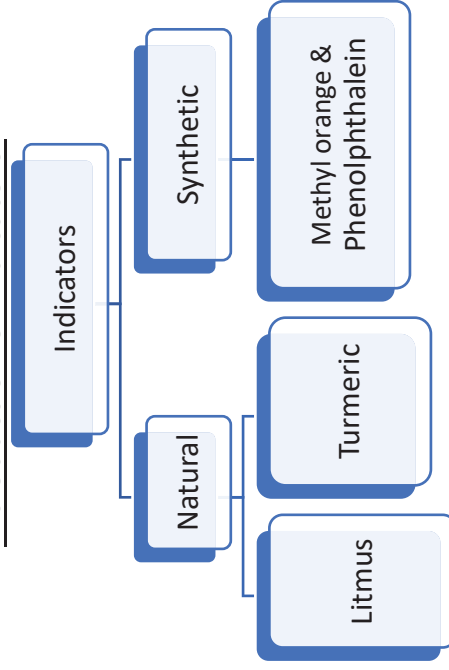 Indicators
Natural
Synthetic
Litmus
Turmeric
Methyl orange &
Phenolphthalein